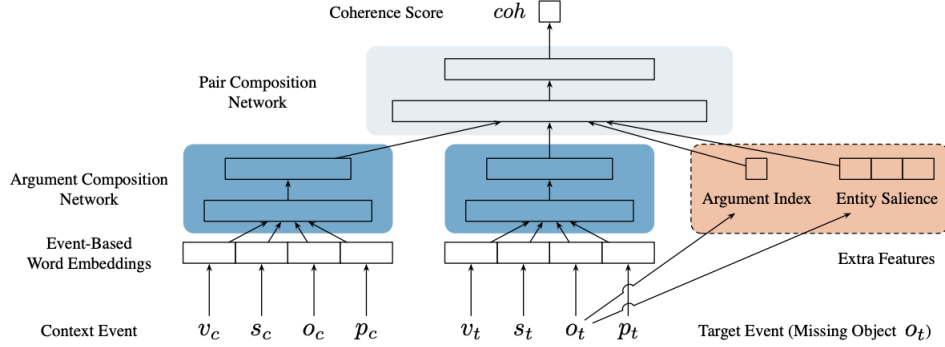 Coherence Score coh
Pair Composition
Network
Argument Composition
Network
Argument Index Entity Salience
Event-Based
Word Embeddings
Extra Features
Context Event v_c s_c o_c p_c v_t s_t o_t p_t Target Event (Missing Object o_t)